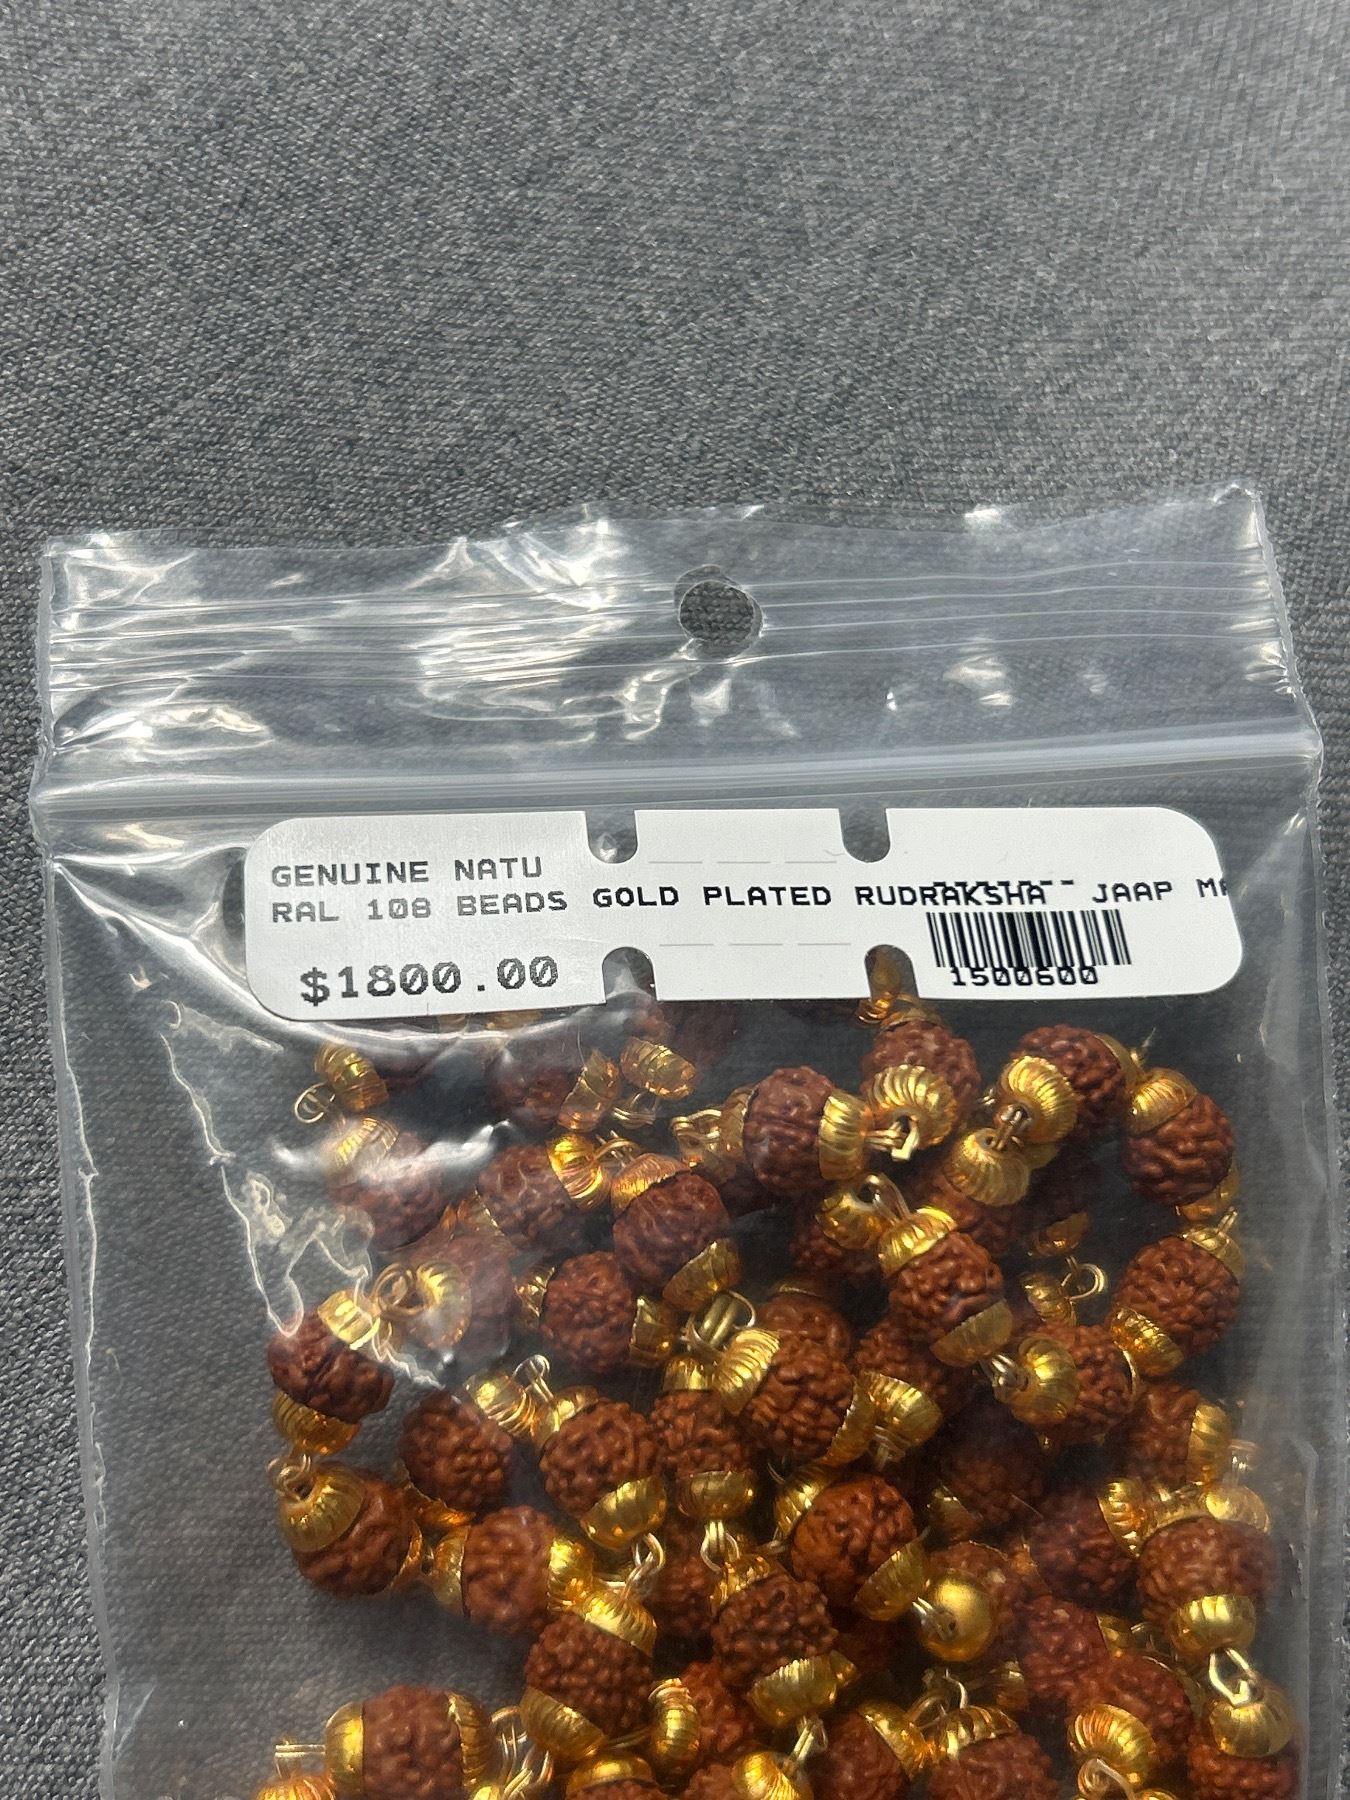 GENUINE NATU
RAL 108 BEADS GOLD PLATED RUDRAKSHA JAAP
$1800.00
1500600